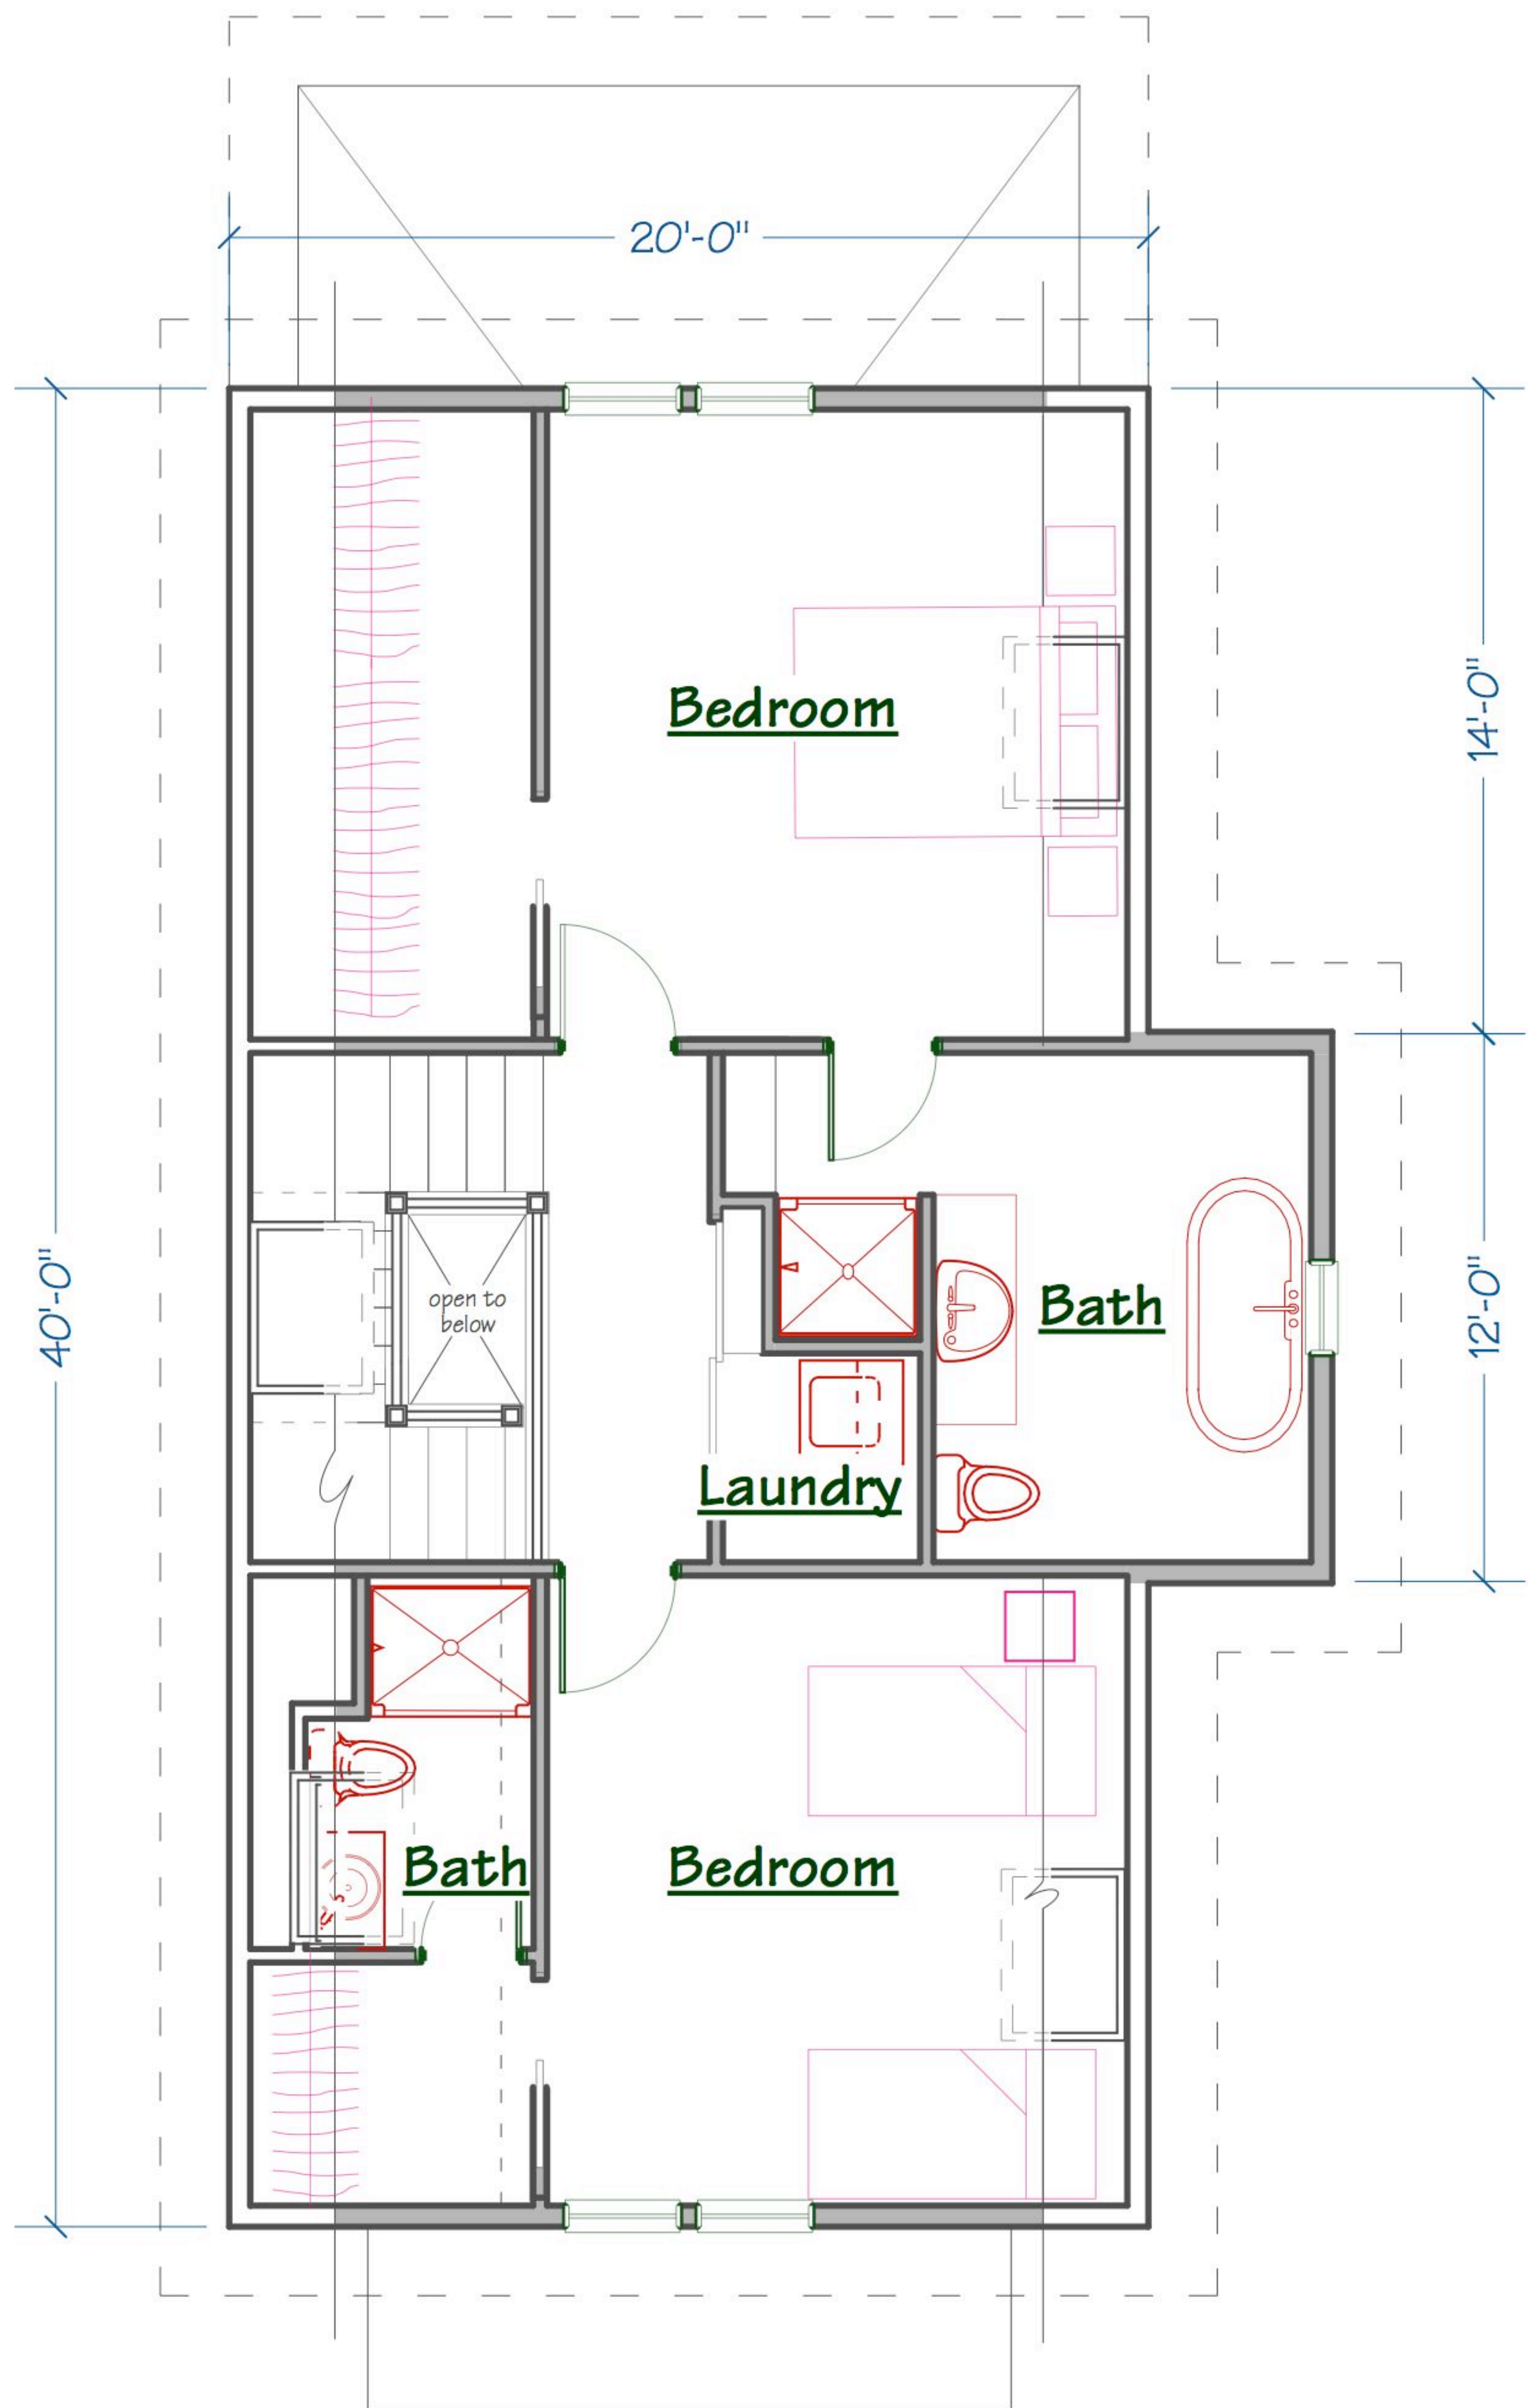 20'-0"
Bedroom
14'-0"
40'-0"
open to
below
Bath
12'-0"
Laundry
Bath
Bedroom